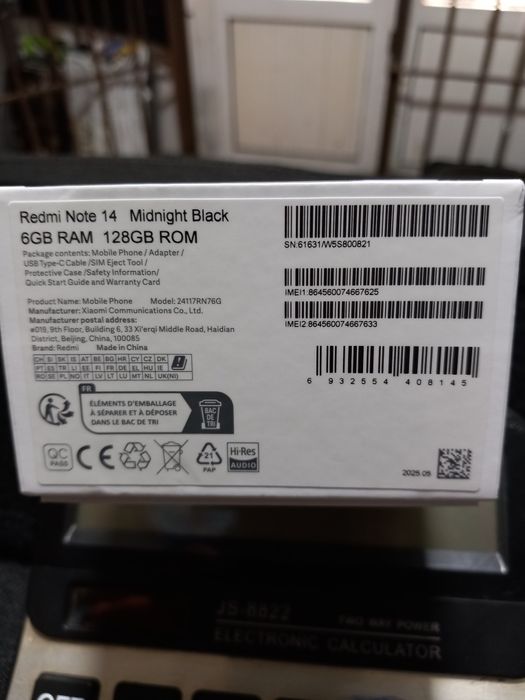 Redmi Note 14 Midnight Black
6GB RAM 128GB ROM
Package contents: Mobile Phone / Adapter /
USB Type-C Cable /SIM Eject Tool /
Protective Case /Safety Information/
Quick Start Guide and Warranty Card
Product Name: Mobile Phone Model: 24117RN76G
Manufacturer: Xiaomi Communications Co., Ltd.
Manufacturer postal address:
#019, 9th Floor, Building 6, 33 Xi'erqi Middle Road, Haidian
District, Beijing, China, 100085
Brand: Redmi Made in China
CH SI SK IS AT BE BG HR CY CZ DK
PT ES TR LI EE FI FR DE EL HU IE
RO SE PL NO IT LV LT LU MT NL UK(NI)
SN:61631/W5S800821
IMEI1:864560074667625
IMEI2:864560074667633
6 932554 408145
FR
ÉLÉMENTS D'EMBALLAGE
À SÉPARER ET À DÉPOSER
DANS LE BAC DE TRI
BAC
DE
TRI
QC
PASS
CE
21
PAP
Hi-Res
AUDIO
2025.05
JS-8822
TWO WAY POWER
ELECTRONIC CALCULATOR